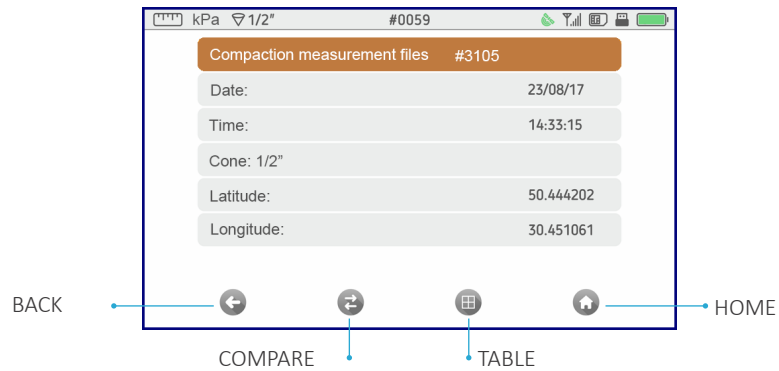 kPa 1/2" #0059
Compaction measurement files #3105
Date: 23/08/17
Time: 14:33:15
Cone: 1/2”
Latitude: 50.444202
Longitude: 30.451061
BACK
HOME
COMPARE
TABLE